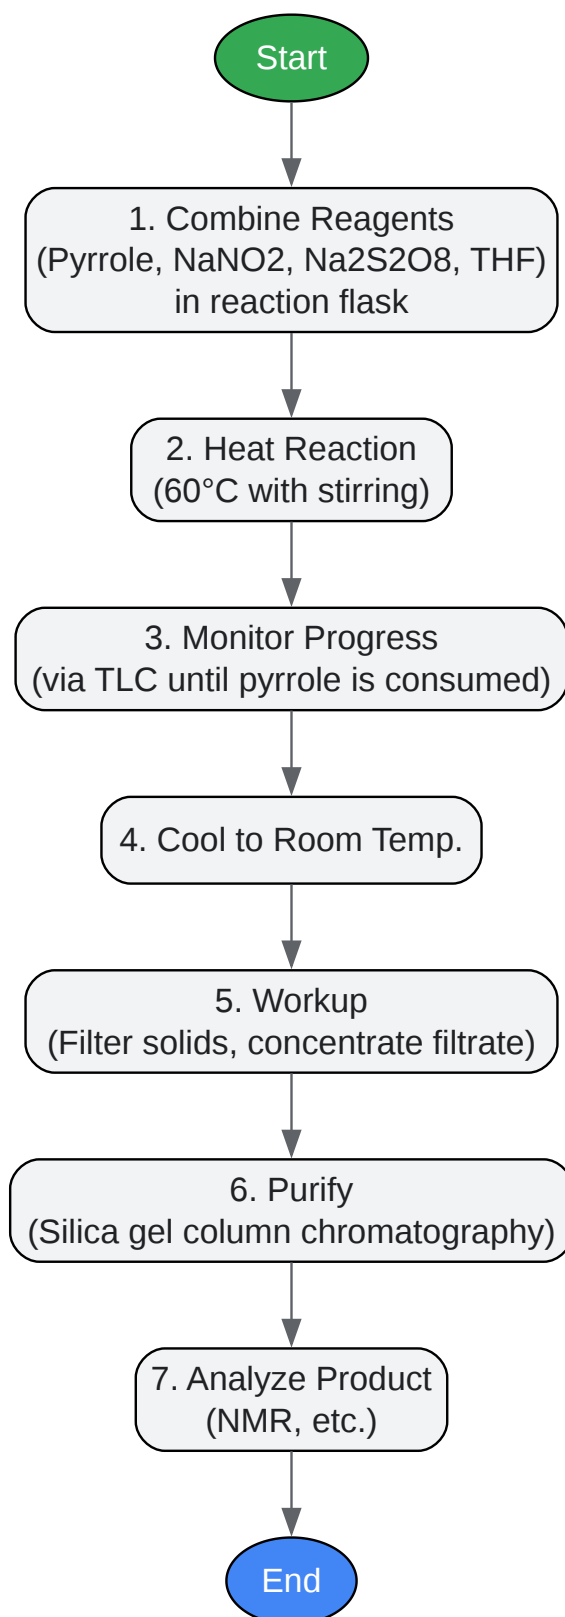 Start
1. Combine Reagents
(Pyrrole, NaNO2, Na2S2O8, THF)
in reaction flask
2. Heat Reaction
(60°C with stirring)
3. Monitor Progress
(via TLC until pyrrole is consumed)
4. Cool to Room Temp.
5. Workup
(Filter solids, concentrate filtrate)
6. Purify
(Silica gel column chromatography)
7. Analyze Product
(NMR, etc.)
End